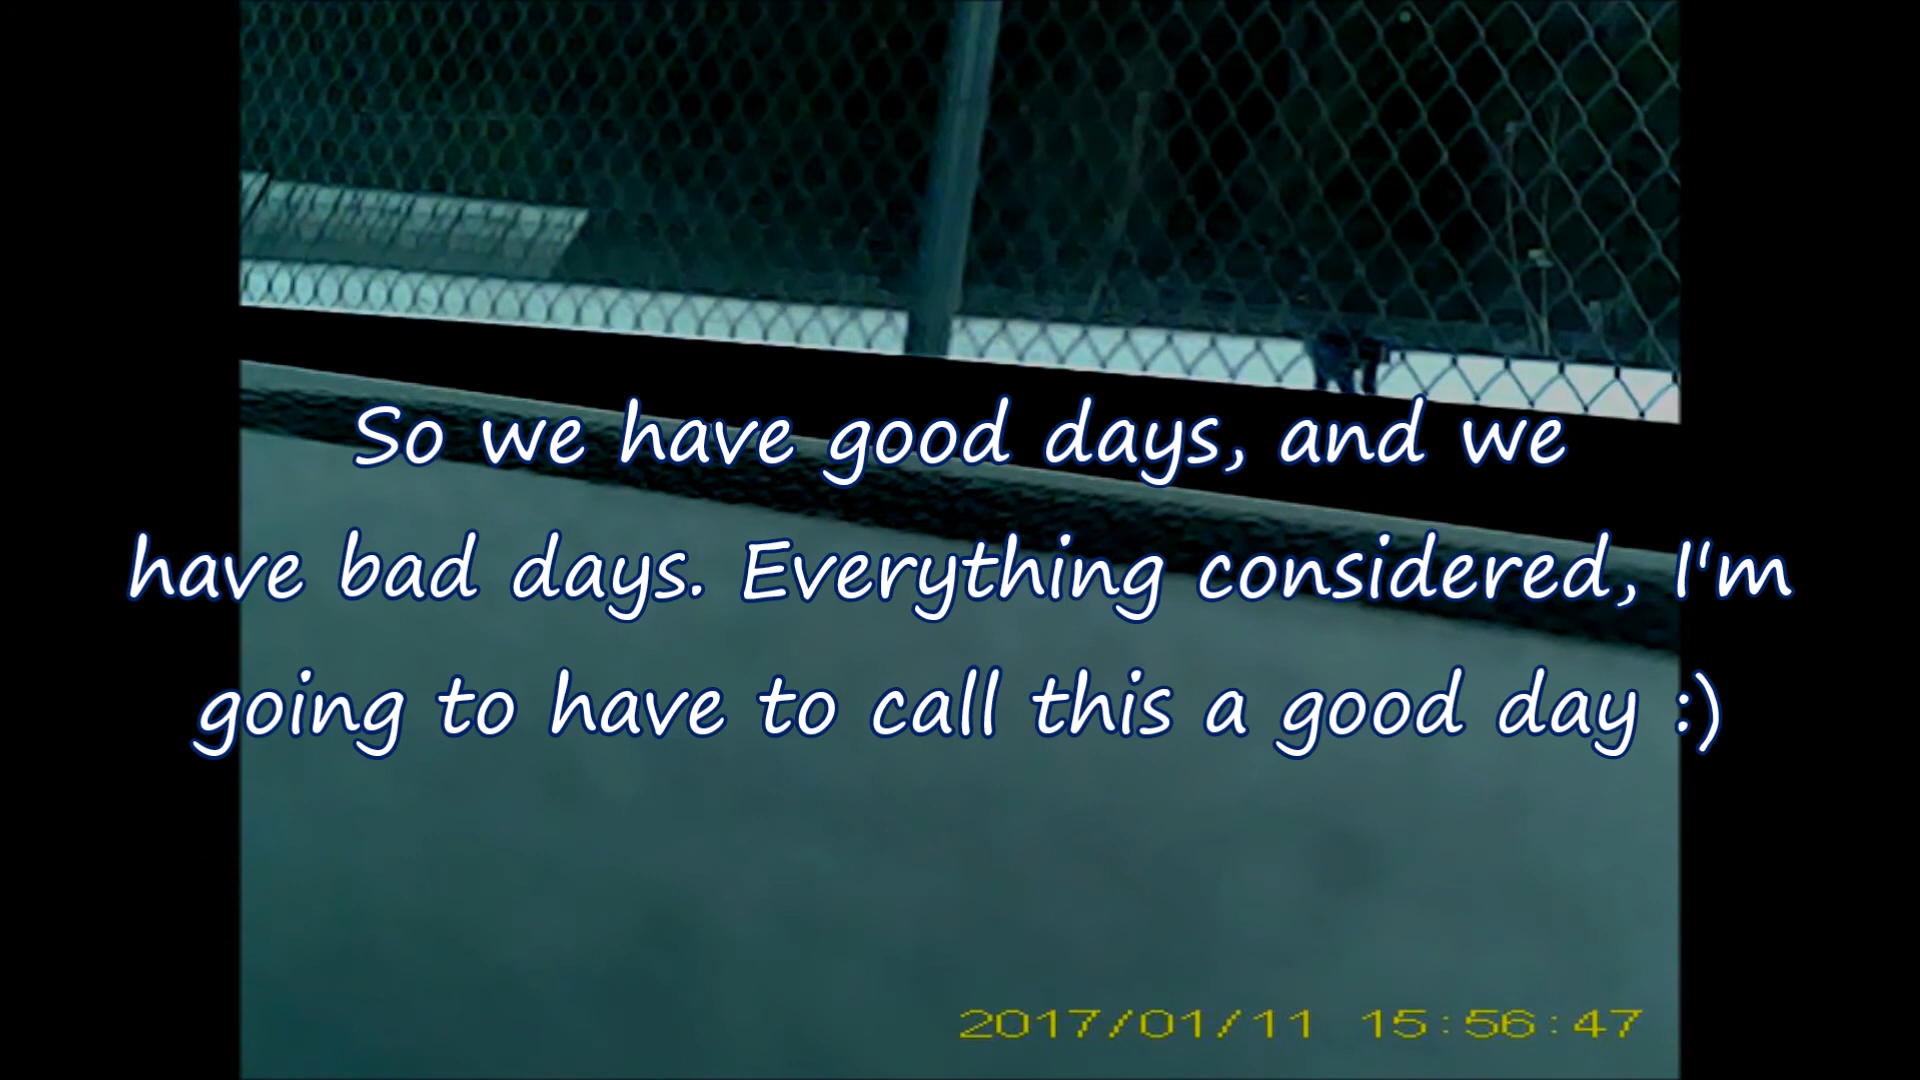 So we have good days, and we
have bad days. Everything considered, I'm
going to have to call this a good day :)
2017/01/11 15:56:47